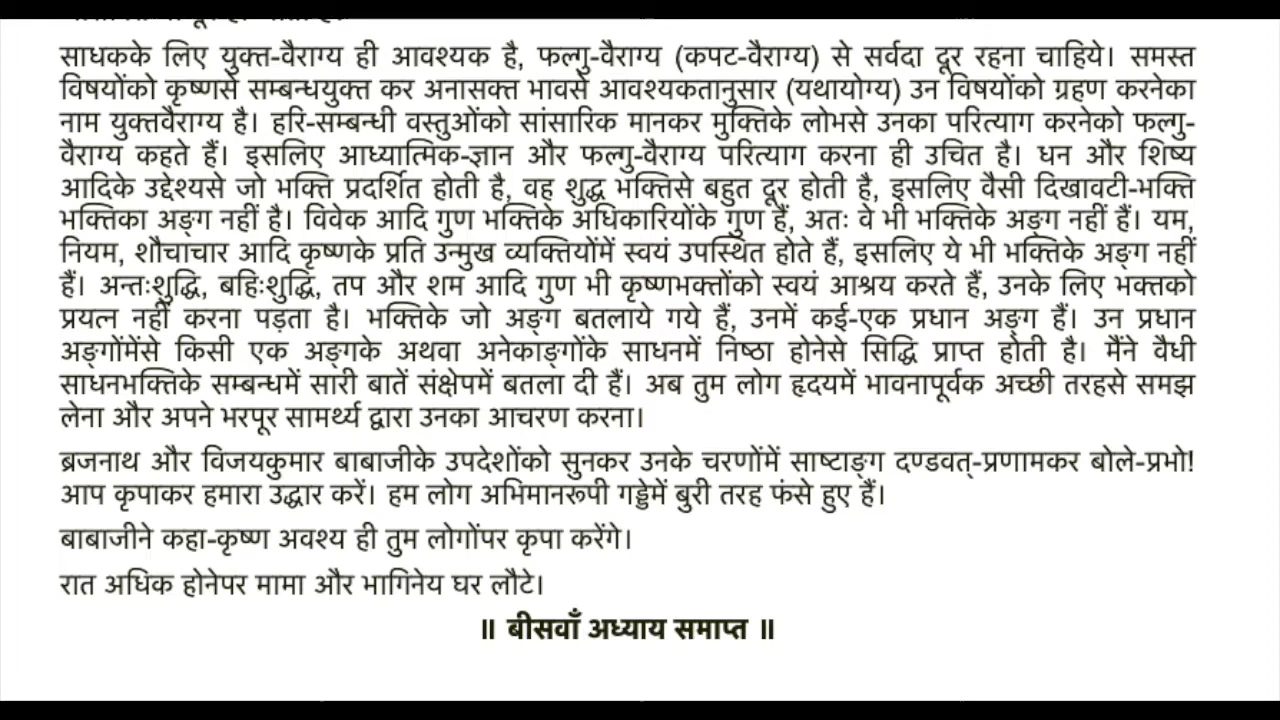 साधकके लिए युक्त-वैराग्य ही आवश्यक है, फल्गु-वैराग्य (कपट-वैराग्य) से सर्वदा दूर रहना चाहिये। समस्त
विषयोंको कृष्णसे सम्बन्धयुक्त कर अनासक्त भावसे आवश्यकतानुसार (यथायोग्य) उन विषयोंको ग्रहण करनेका
नाम युक्तवैराग्य है। हरि-सम्बन्धी वस्तुओंको सांसारिक मानकर मुक्तिके लोभसे उनका परित्याग करनेको फल्गु-
वैराग्य कहते हैं। इसलिए आध्यात्मिक-ज्ञान और फल्गु-वैराग्य परित्याग करना ही उचित है। धन और शिष्य
आदिके उद्देश्यसे जो भक्ति प्रदर्शित होती है, वह शुद्ध भक्तिसे बहुत दूर होती है, इसलिए वैसी दिखावटी-भक्ति
भक्तिका अङ्ग नहीं है। विवेक आदि गुण भक्तिके अधिकारियोंके गुण हैं, अतः वे भी भक्तिके अङ्ग नहीं हैं। यम,
नियम, शौचाचार आदि कृष्णके प्रति उन्मुख व्यक्तियोंमें स्वयं उपस्थित होते हैं, इसलिए ये भी भक्तिके अङ्ग नहीं
हैं। अन्तःशुद्धि, बहिःशुद्धि, तप और शम आदि गुण भी कृष्णभक्तोंको स्वयं आश्रय करते हैं, उनके लिए भक्तको
प्रयत्न नहीं करना पड़ता है। भक्तिके जो अङ्ग बतलाये गये हैं, उनमें कई-एक प्रधान अङ्ग हैं। उन प्रधान
अङ्गोंमेंसे किसी एक अङ्गके अथवा अनेकाङ्गोंके साधनमें निष्ठा होनेसे सिद्धि प्राप्त होती है। मैंने वैधी
साधनभक्तिके सम्बन्धमें सारी बातें संक्षेपमें बतला दी हैं। अब तुम लोग हृदयमें भावनापूर्वक अच्छी तरहसे समझ
लेना और अपने भरपूर सामर्थ्य द्वारा उनका आचरण करना।
ब्रजनाथ और विजयकुमार बाबाजीके उपदेशोंको सुनकर उनके चरणोंमें साष्टाङ्ग दण्डवत्-प्रणामकर बोले-प्रभो!
आप कृपाकर हमारा उद्धार करें। हम लोग अभिमानरूपी गड्ढेमें बुरी तरह फंसे हुए हैं।
बाबाजीने कहा-कृष्ण अवश्य ही तुम लोगोंपर कृपा करेंगे।
रात अधिक होनेपर मामा और भागिनेय घर लौटे।
॥ बीसवाँ अध्याय समाप्त ॥